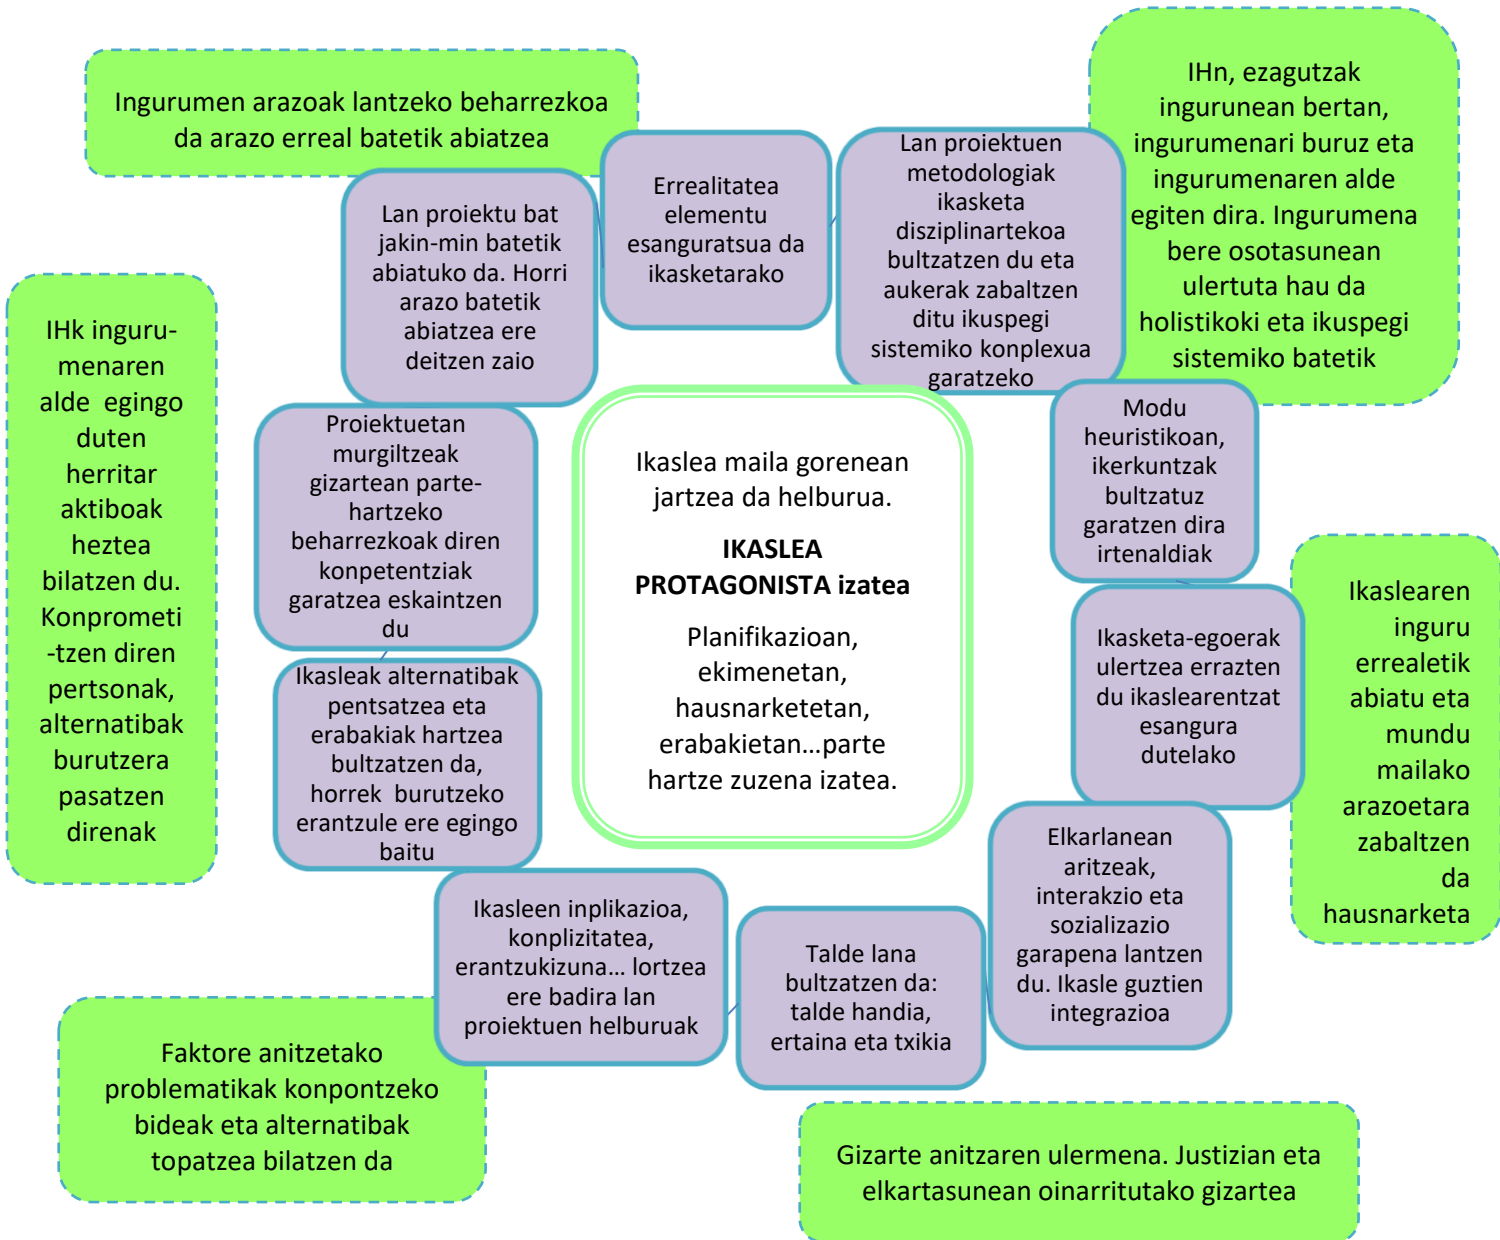 Ingurumen arazoak lantzeko beharrezkoa
da arazo erreal batetik abiatzea
IHn, ezagutzak
ingurunean bertan,
ingurumenari buruz eta
ingurumenaren alde
egiten dira. Ingurumena
bere osotasunean
ulertuta hau da
holistikoki eta ikuspegi
sistemiko batetik
Lan proiektu bat
jakin-min batetik
abiatuko da. Horri
arazo batetik
abiatzea ere
deitzen zaio
Errealitatea
elementu
esanguratsua da
ikasketarako
Lan proiektuen
metodologiak
ikasketa
disziplinartekoa
bultzatzen du eta
aukerak zabaltzen
ditu ikuspegi
sistemiko konplexua
garatzeko
IHk inguru-
menaren
alde egingo
duten
herritar
aktiboak
heztea
bilatzen du.
Konprometi
-tzen diren
pertsonak,
alternatibak
burutzera
pasatzen
direnak
Proiektuetan
murgiltzeak
gizartean parte-
hartzeko
beharrezkoak diren
konpetentziak
garatzea eskaintzen
du
Ikaslea maila gorenean
jartzea da helburua.
IKASLEA
PROTAGONISTA izatea
Planifikazioan,
ekimenetan,
hausnarketetan,
erabakietan...parte
hartze zuzena izatea.
Modu
heuristikoan,
ikerkuntzak
bultzatuz
garatzen dira
irtenaldiak
Ikasketa-egoerak
ulertzea errazten
du ikaslearentzat
esangura
dutelako
Ikaslearen
inguru
errealetik
abiatu eta
mundu
mailako
arazoetara
zabaltzen
da
hausnarketa
Ikasleak alternatibak
pentsatzea eta
erabakiak hartzea
bultzatzen da,
horrek burutzeko
erantzule ere egingo
baitu
Ikasleen inplikazioa,
konplizitatea,
erantzukizuna... lortzea
ere badira lan
proiektuen helburuak
Talde lana
bultzatzen da:
talde handia,
ertaina eta txikia
Elkarlanean
aritzeak,
interakzio eta
sozializazio
garapena lantzen
du. Ikasle guztien
integrazioa
Faktore anitzetako
problematikak konpontzeko
bideak eta alternatibak
topatzea bilatzen da
Gizarte anitzaren ulermena. Justizian eta
elkartasunean oinarritutako gizartea